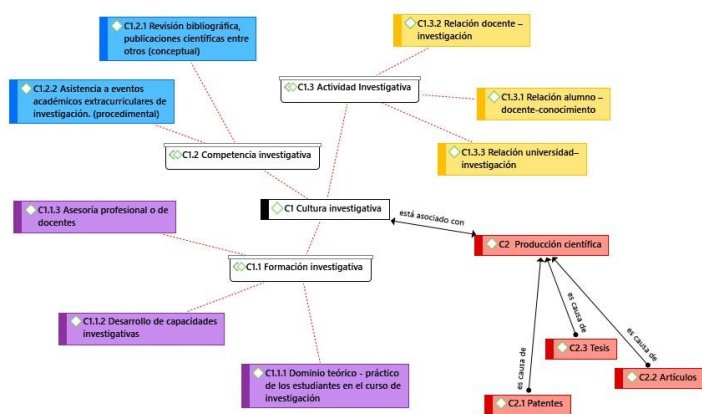 C1.2.1 Revisión bibliográfica,
publicaciones científicas entre
otros (conceptual)
C1.3.2 Relación docente –
investigación
C1.2.2 Asistencia a eventos
académicos extracurriculares de
investigación. (procedimental)
C1.3 Actividad Investigativa
C1.3.1 Relación alumno –
docente-conocimiento
C1.2 Competencia investigativa
C1.3.3 Relación universidad–
investigación
C1.1.3 Asesoría profesional o de
docentes
C1 Cultura investigativa
está asociado con
C2 Producción científica
C1.1 Formación investigativa
C1.1.2 Desarrollo de capacidades
investigativas
es causa de
es causa de
es causa de
C2.3 Tesis
C2.2 Artículos
C1.1.1 Dominio teórico - práctico
de los estudiantes en el curso de
investigación
C2.1 Patentes